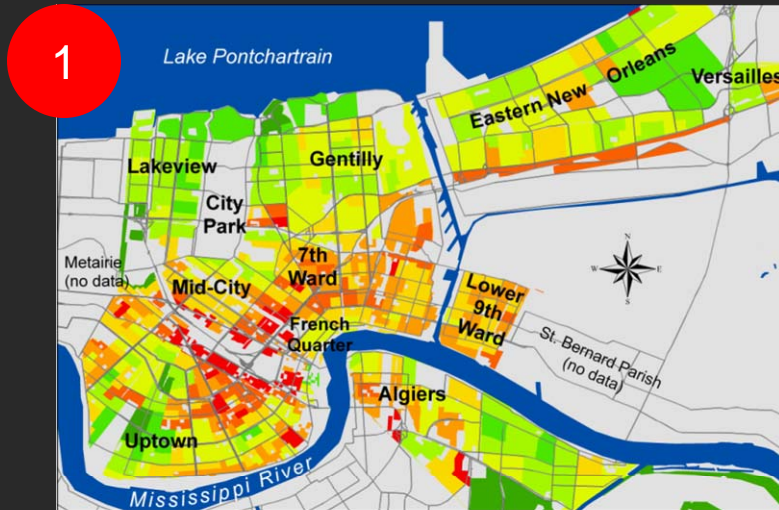 1
Lake Pontchartrain
Orleans
Versailles
Eastern New
Gentilly
Lakeview
City
Park
7th
Ward
Metairie
(no data)
Mid-City
Lower
9th
Ward
N
W
E
S
French
Quarter
St. Bernard Parish
(no data)
Algiers
Uptown
Mississippi River